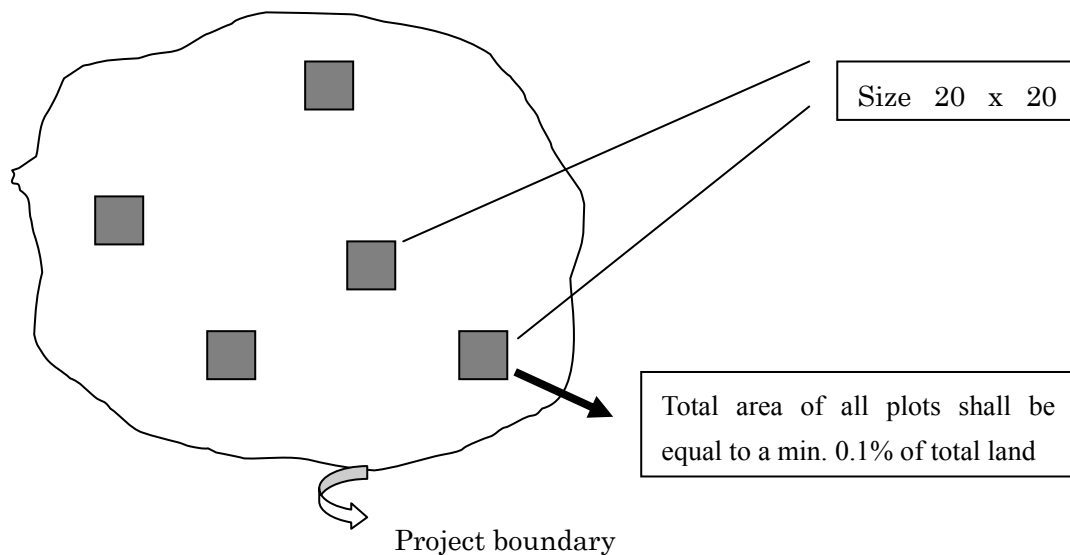 Size 20 x 20
Total area of all plots shall be
equal to a min. 0.1% of total land
Project boundary